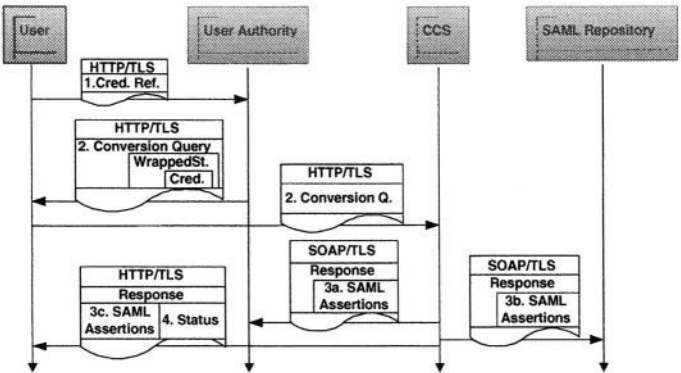 User
User Authority
CCS
SAML Repository
HTTP/TLS
1.Cred. Ref.
HTTP/TLS
2. Conversion Query
WrappedSt.
Cred.
HTTP/TLS
2. Conversion Q.
SOAP/TLS
Response
3a. SAML
Assertions
SOAP/TLS
Response
3b. SAML
Assertions
HTTP/TLS
Response
3c. SAML
Assertions
4. Status